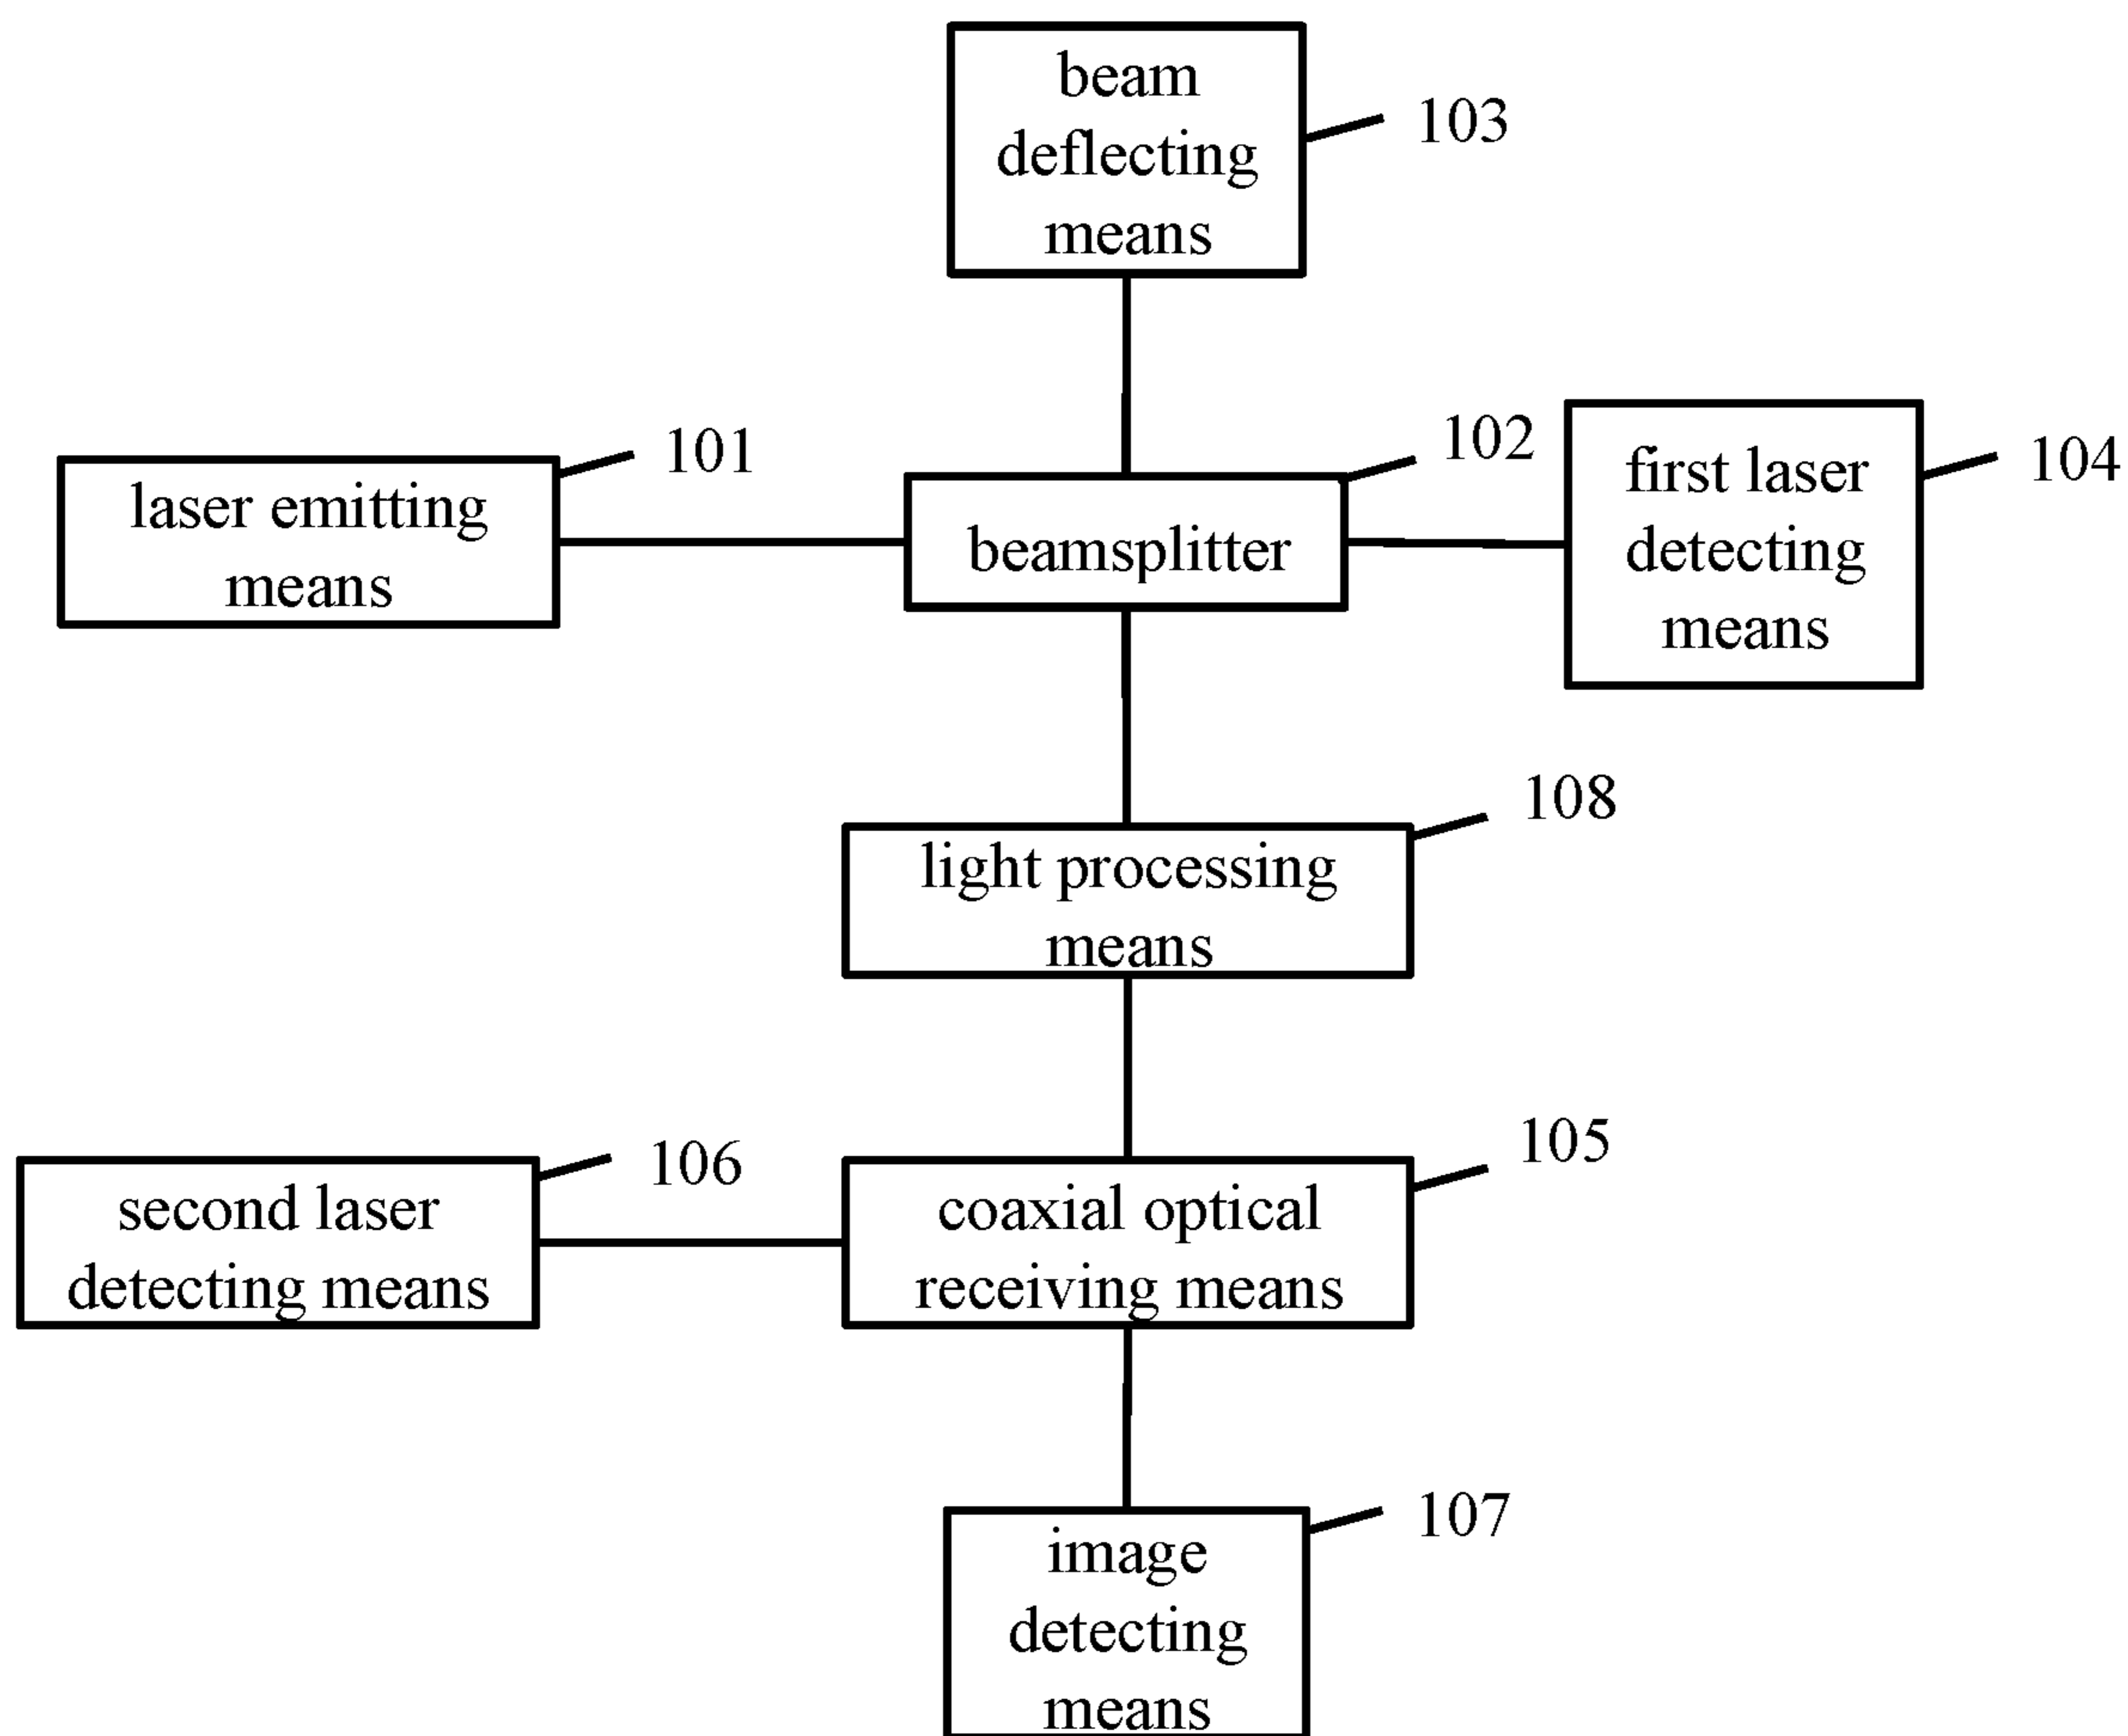 beam
deflecting
means
103
101
laser emitting
means
102
beamsplitter
first laser
detecting
means
104
108
light processing
means
106
second laser
detecting means
105
coaxial optical
receiving means
107
image
detecting
means